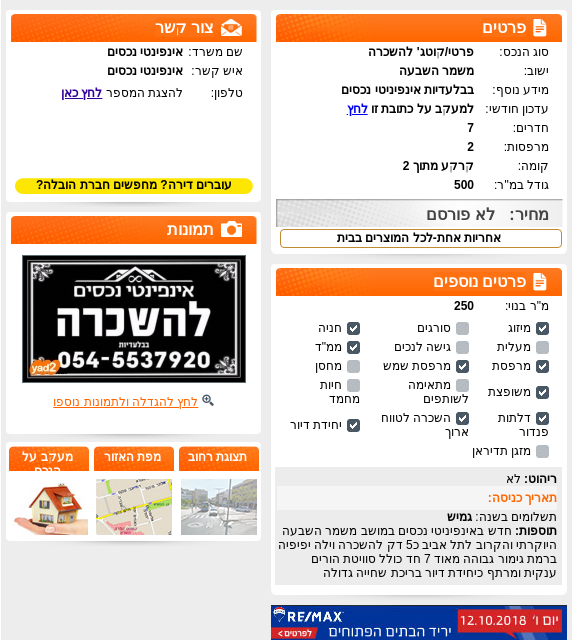 פרטים
סוג הנכס: פרטי/קוטג' להשכרה
ישוב: משמר השבעה
מידע נוסף: בבלעדיות אינפיניטי נכסים
עדכון חודשי: למעקב על כתובת זו לחץ
חדרים: 7
מרפסות: 2
קומה: קרקע מתוך 2
גודל במ"ר: 500
מחיר: לא פורסם
אחריות אחת-לכל המוצרים בבית
פרטים נוספים
מ"ר בנוי: 250
מיזוג סורגים חניה
מעלית גישה לנכים ממ"ד
מרפסת מרפסת שמש מחסן
משופצת מתאימה לשותפים חיות מחמד
דלתות פנדור השכרה לטווח ארוך יחידת דיור
מזגן תדיראן
ריהוט: לא
תאריך כניסה:
תשלומים בשנה: גמיש
תוספות: חדש באינפיניטי נכסים במושב משמר השבעה
היוקרתי והקרוב לתל אביב כ5 דק להשכרה וילה יפיפיה
ברמת גימור גבוהה מאוד 7 חד כולל סוויטת הורים
ענקית ומרתף כיחידת דיור בריכת שחייה גדולה
יום ו' 12.10.2018
RE/MAX
יריד הבתים הפתוחים
לפרטים >
צור קשר
שם משרד: אינפינטי נכסים
איש קשר: אינפינטי נכסים
טלפון: להצגת המספר לחץ כאן
עוברים דירה? מחפשים חברת הובלה?
תמונות
אינפינטי נכסים
להשכרה
בבלעדיות
054-5537920
yad2
לחץ להגדלה ולתמונות נוספו
תצוגת רחוב
מפת האזור
מעקב על
הנכס